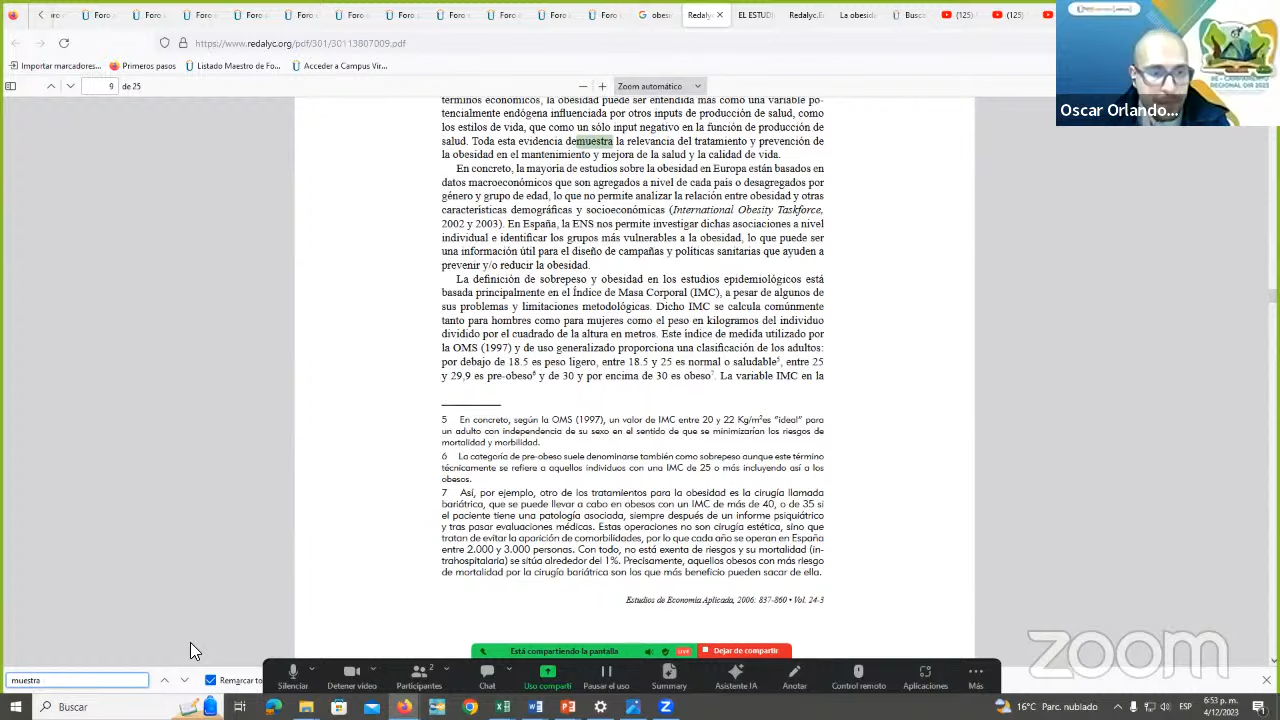 Foro
Foro
Foro
Foro
Foro
Foro
obesi
Redaly
EL ESTUDI
Redalyc.
La obesida
Busca
(125)
(125)
https://www.redalyc.org/pdf/301/30113807008.pdf
Importar marcadores...
Primeros pasos
Listado Maestro de Fo...
Acceder a Campus Vir...
9
de 25
Zoom automático
Oscar Orlando...
términos económicos, la obesidad puede ser entendida más como una variable po-
tencialmente endógena influenciada por otros inputs de producción de salud, como
los estilos de vida, que como un sólo input negativo en la función de producción de
salud. Toda esta evidencia demuestra la relevancia del tratamiento y prevención de
la obesidad en el mantenimiento y mejora de la salud y la calidad de vida.
En concreto, la mayoría de estudios sobre la obesidad en Europa están basados en
datos macroeconómicos que son agregados a nivel de cada país o desagregados por
género y grupo de edad, lo que no permite analizar la relación entre obesidad y otras
características demográficas y socioeconómicas (International Obesity Taskforce,
2002 y 2003). En España, la ENS nos permite investigar dichas asociaciones a nivel
individual e identificar los grupos más vulnerables a la obesidad, lo que puede ser
una información útil para el diseño de campañas y políticas sanitarias que ayuden a
prevenir y/o reducir la obesidad.
La definición de sobrepeso y obesidad en los estudios epidemiológicos está
basada principalmente en el Índice de Masa Corporal (IMC), a pesar de algunos de
sus problemas y limitaciones metodológicas. Dicho IMC se calcula comúnmente
tanto para hombres como para mujeres como el peso en kilogramos del individuo
dividido por el cuadrado de la altura en metros. Este índice de medida utilizado por
la OMS (1997) y de uso generalizado proporciona una clasificación de los adultos:
por debajo de 18.5 es peso ligero, entre 18.5 y 25 es normal o saludable⁵, entre 25
y 29,9 es pre-obeso⁶ y de 30 y por encima de 30 es obeso⁷. La variable IMC en la
5 En concreto, según la OMS (1997), un valor de IMC entre 20 y 22 Kg/m²es "ideal" para
un adulto con independencia de su sexo en el sentido de que se minimizarían los riesgos de
mortalidad y morbilidad.
6 La categoría de pre-obeso suele denominarse también como sobrepeso aunque este término
técnicamente se refiere a aquellos individuos con una IMC de 25 o más incluyendo así a los
obesos.
7 Así, por ejemplo, otro de los tratamientos para la obesidad es la cirugía llamada
bariátrica, que se puede llevar a cabo en obesos con un IMC de más de 40, o de 35 si
el paciente tiene una patología asociada, siempre después de un informe psiquiátrico
y tras pasar evaluaciones médicas. Estas operaciones no son cirugía estética, sino que
tratan de evitar la aparición de comorbilidades, por lo que cada año se operan en España
entre 2.000 y 3.000 personas. Con todo, no está exenta de riesgos y su mortalidad (in-
trahospitalaria) se sitúa alrededor del 1%. Precisamente, aquellos obesos con más riesgo
de mortalidad por la cirugía bariátrica son los que más beneficio pueden sacar de ella.
Estudios de Economía Aplicada, 2006: 837-860 • Vol. 24-3
Está compartiendo la pantalla
LIVE
Dejar de compartir
zoom
muestra
Remarcar to
Silenciar
Detener video
Participantes
2
Chat
Uso comparti
Pausar el uso
Summary
Asistente IA
Anotar
Control remoto
Aplicaciones
Más
Buscar
16°C Parc. nublado
ESP
6:53 p. m.
4/12/2023